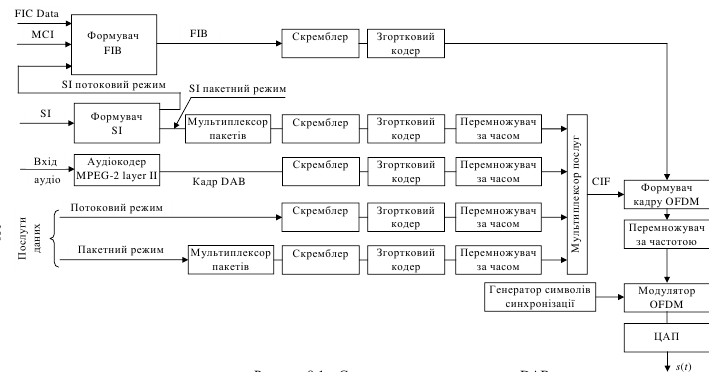 FIC Data
MCI
Формувач
FIB
FIB
Скремблер
Згортковий
кодер
SI потоковий режим
SI пакетний режим
SI
Формувач
SI
Мультиплексор
пакетів
Скремблер
Згортковий
кодер
Перемножувач
за часом
Вхід
аудіо
Аудіокодер
MPEG-2 layer II
Кадр DAB
Скремблер
Згортковий
кодер
Перемножувач
за часом
Послуги
даних
Потоковий режим
Скремблер
Згортковий
кодер
Перемножувач
за часом
Пакетний режим
Мультиплексор
пакетів
Скремблер
Згортковий
кодер
Перемножувач
за часом
Мультиплексор послуг
CIF
Формувач
кадру OFDM
Перемножувач
за частотою
Генератор символів
синхронізації
Модулятор
OFDM
ЦАП
s(t)
DAB